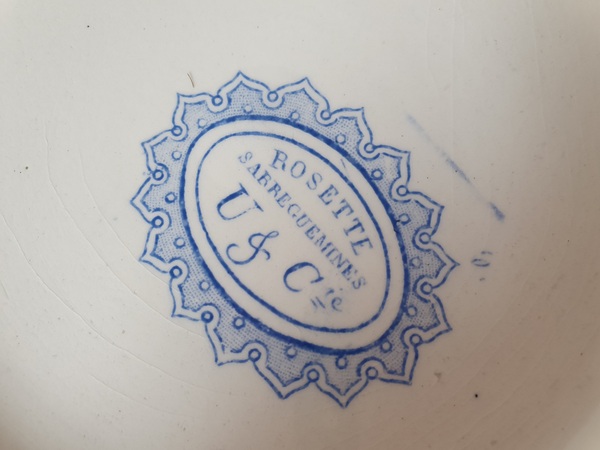 ROSETTE
SARREGUEMINES
U & Cie